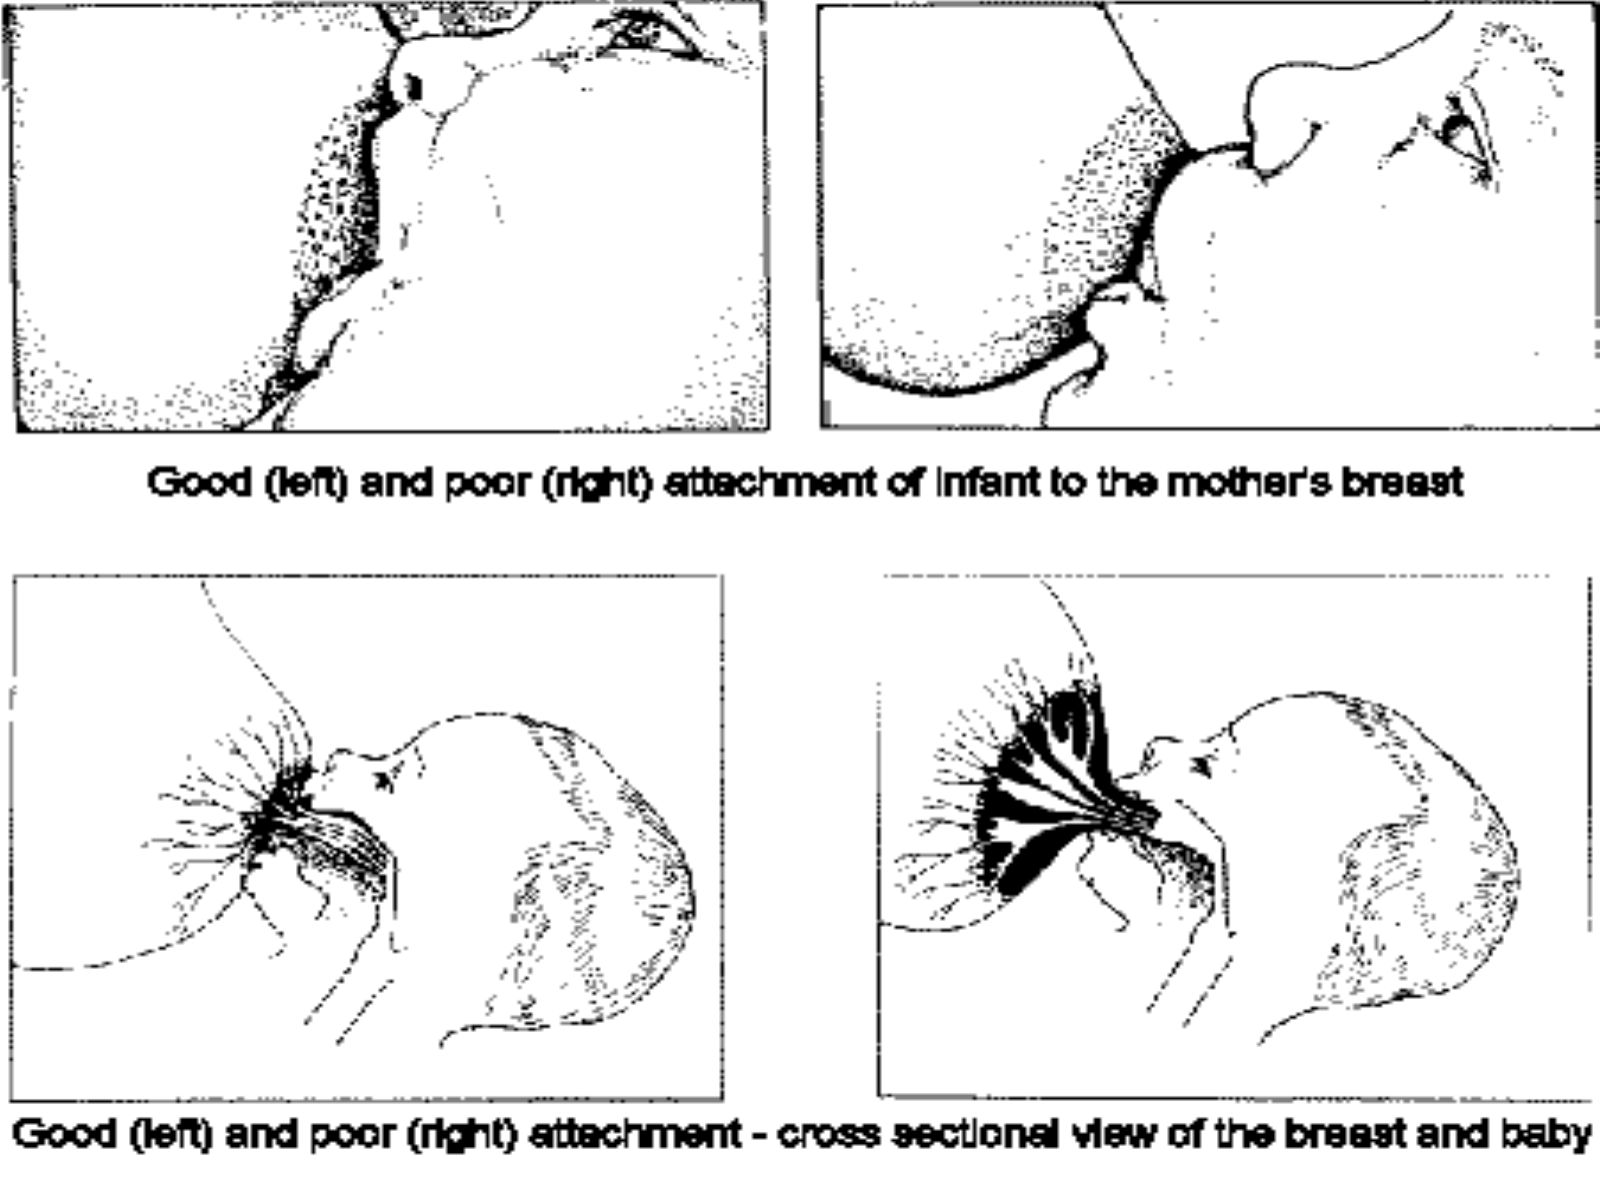 Good (left) and poor (right) attachment of infant to the mother's breast
Good (left) and poor (right) attachment - cross sectional view of the breast and baby